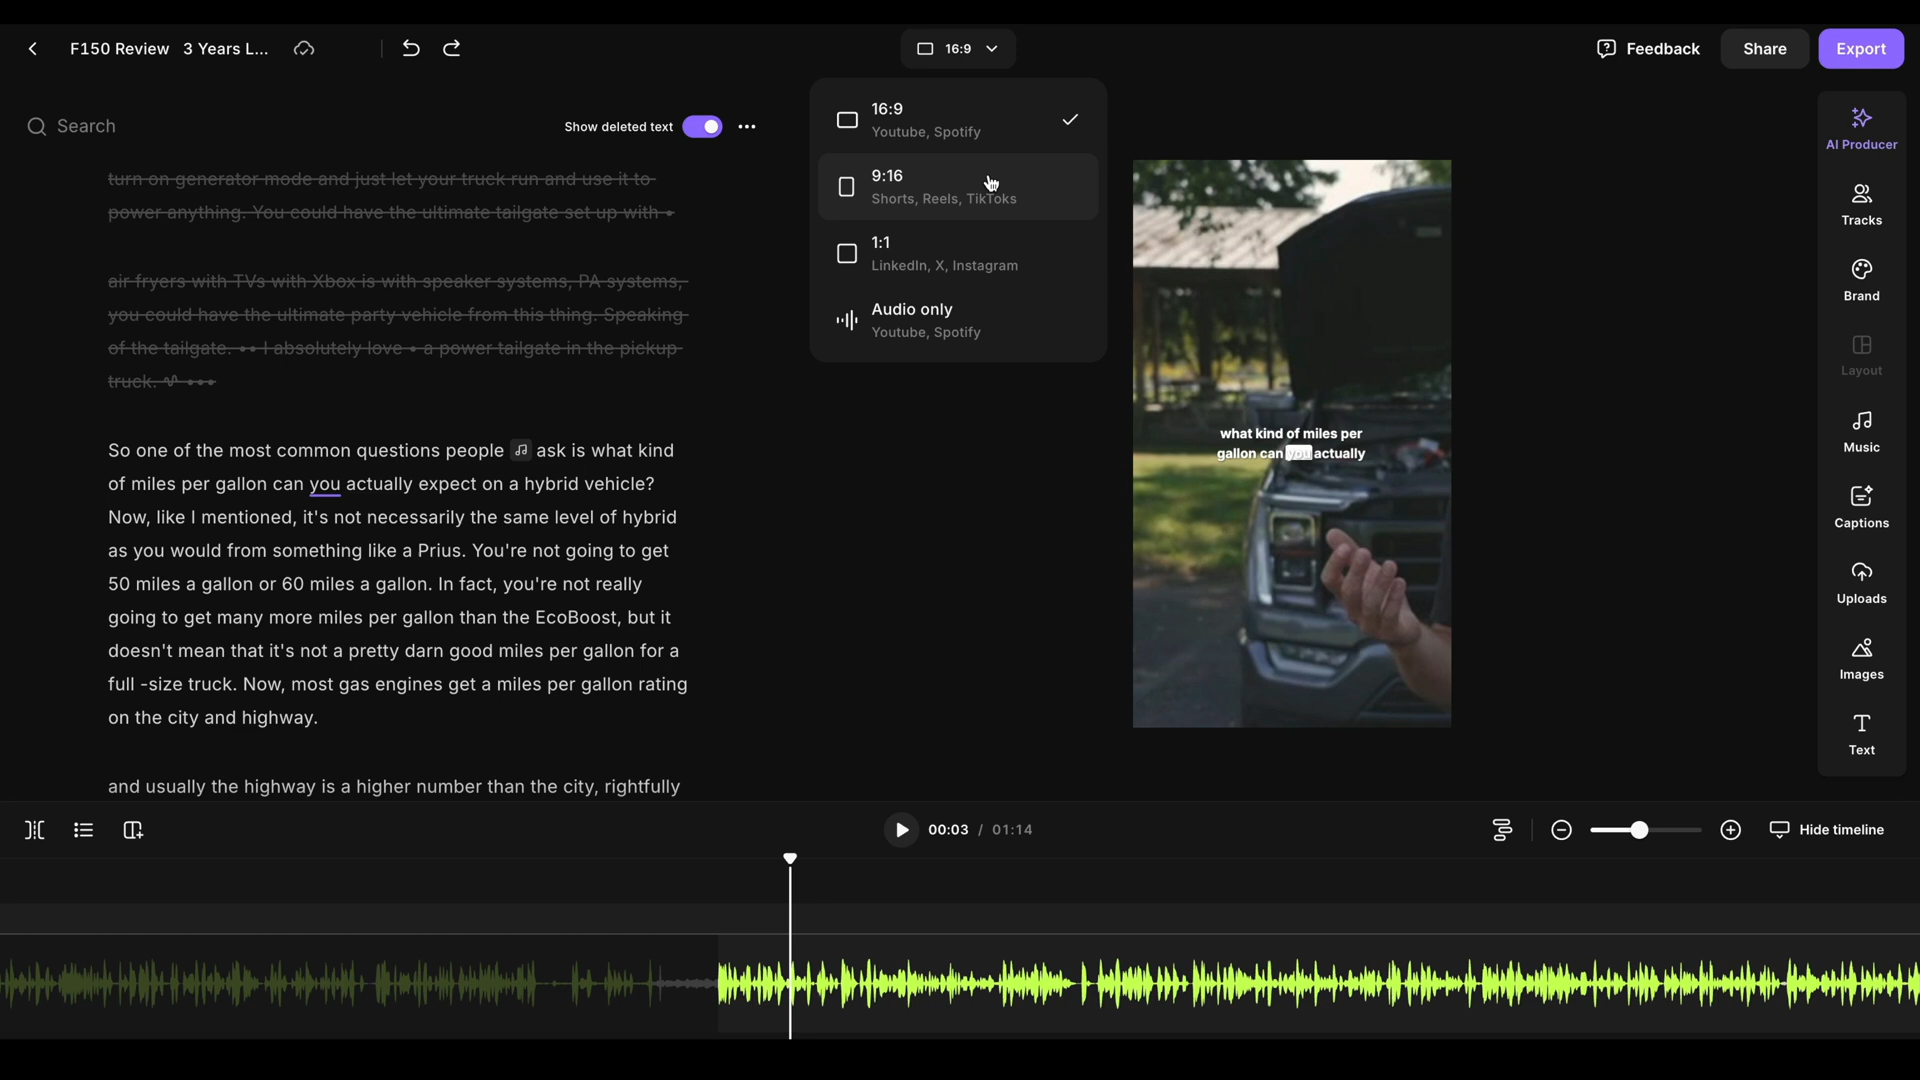 F150 Review 3 Years L...
16:9
Feedback
Share
Export
Search
Show deleted text
turn on generator mode and just let your truck run and use it to
power anything. You could have the ultimate tailgate set up with •
air fryers with TVs with Xbox is with speaker systems, PA systems,
you could have the ultimate party vehicle from this thing. Speaking
of the tailgate. •• I absolutely love • a power tailgate in the pickup
truck. •••
So one of the most common questions people ask is what kind
of miles per gallon can you actually expect on a hybrid vehicle?
Now, like I mentioned, it's not necessarily the same level of hybrid
as you would from something like a Prius. You're not going to get
50 miles a gallon or 60 miles a gallon. In fact, you're not really
going to get many more miles per gallon than the EcoBoost, but it
doesn't mean that it's not a pretty darn good miles per gallon for a
full -size truck. Now, most gas engines get a miles per gallon rating
on the city and highway.
and usually the highway is a higher number than the city, rightfully
16:9
Youtube, Spotify
9:16
Shorts, Reels, TikToks
1:1
LinkedIn, X, Instagram
Audio only
Youtube, Spotify
what kind of miles per
gallon can you actually
AI Producer
Tracks
Brand
Layout
Music
Captions
Uploads
Images
Text
00:03 / 01:14
Hide timeline